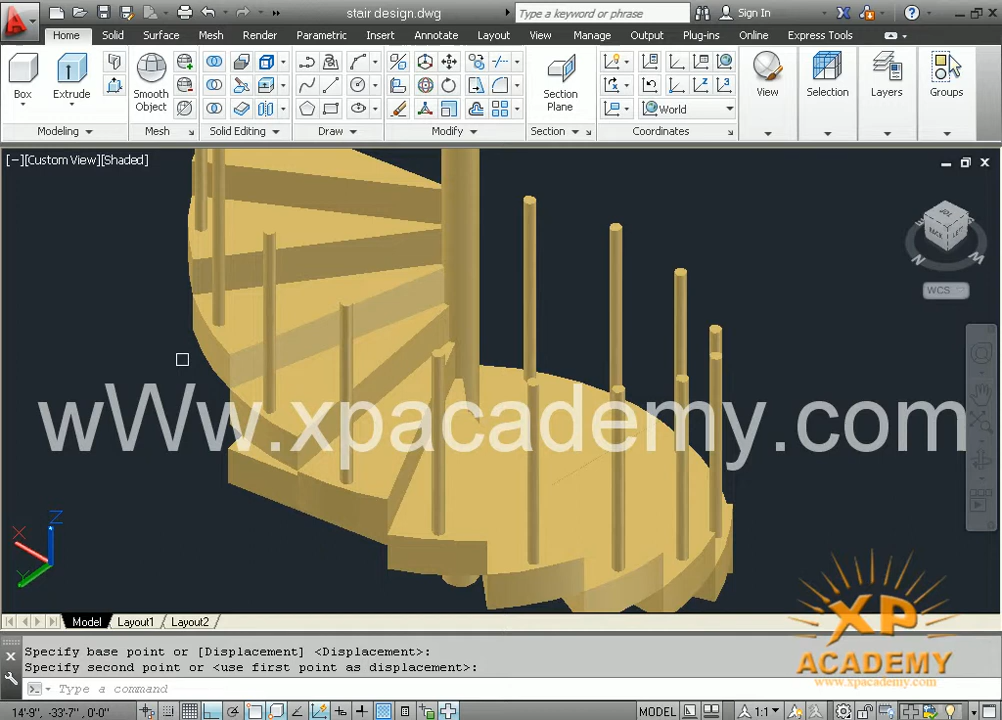 stair design.dwg
Type a keyword or phrase
Sign In
Home Solid Surface Mesh Render Parametric Insert Annotate Layout View Manage Output Plug-ins Online Express Tools
Box
Extrude
Smooth Object
Section Plane
World
View
Selection
Layers
Groups
Modeling
Mesh
Solid Editing
Draw
Modify
Section
Coordinates
[−][Custom View][Shaded]
TOP
BACK
LEFT
N
W
WCS
wWw.xpacademy.com
X
Y
Z
XP
ACADEMY
www.xpacademy.com
Model Layout1 Layout2
Specify base point or [Displacement] <Displacement>:
Specify second point or <use first point as displacement>:
Type a command
14'-9", -33'-7", 0'-0"
MODEL
1:1